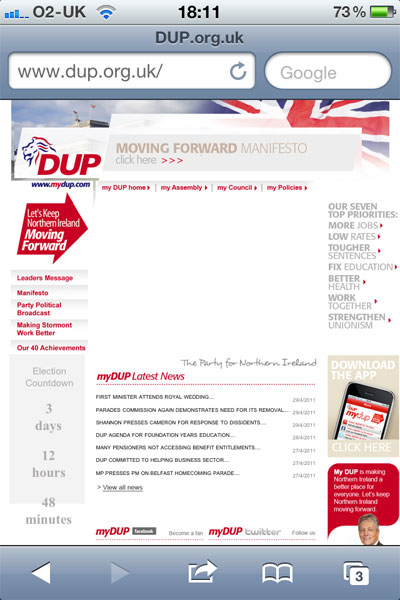 O2-UK 18:11 73%
DUP.org.uk
www.dup.org.uk/ Google
DUP
www.mydup.com
MOVING FORWARD MANIFESTO
click here >>>
my DUP home my Assembly my Council my Policies
Let's Keep
Northern Ireland
Moving
Forward
Leaders Message
Manifesto
Party Political
Broadcast
Making Stormont
Work Better
Our 40 Achievements
Election
Countdown
3
days
12
hours
48
minutes
The Party for Northern Ireland
myDUP Latest News
FIRST MINISTER ATTENDS ROYAL WEDDING... 29/4/2011
PARADES COMMISSION AGAIN DEMONSTRATES NEED FOR ITS REMOVAL... 29/4/2011
SHANNON PRESSES CAMERON FOR RESPONSE TO DISSIDENTS... 29/4/2011
DUP AGENDA FOR FOUNDATION YEARS EDUCATION... 28/4/2011
MANY PENSIONERS NOT ACCESSING BENEFIT ENTITLEMENTS... 27/4/2011
DUP COMMITTED TO HELPING BUSINESS SECTOR... 27/4/2011
MP PRESSES PM ON BELFAST HOMECOMING PARADE... 27/4/2011
> View all news
myDUP facebook Become a fan myDUP twitter Follow us
OUR SEVEN
TOP PRIORITIES:
MORE JOBS
LOW RATES
TOUGHER
SENTENCES
FIX EDUCATION
BETTER
HEALTH
WORK
TOGETHER
STRENGTHEN
UNIONISM
DOWNLOAD
THE APP
DUP
mydup
CLICK HERE
My DUP is making
Northern Ireland a
better place for
everyone. Let's keep
Northern Ireland
moving forward.
3